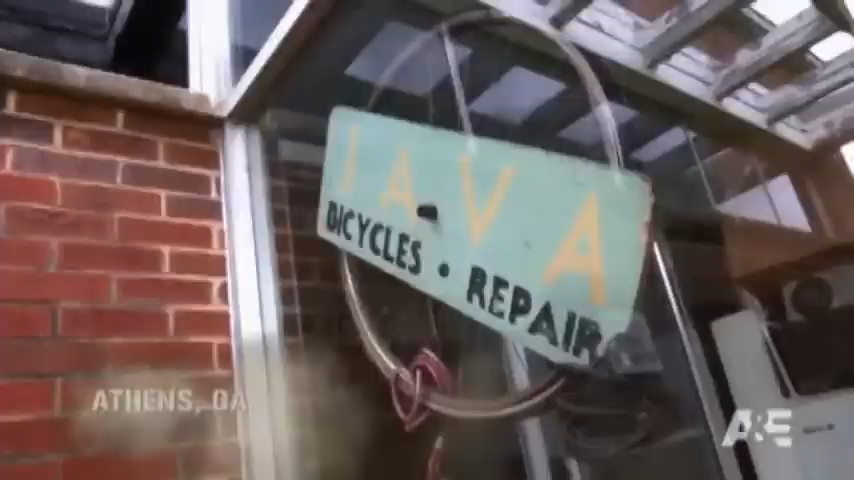 JAVA
BICYCLES • REPAIR
ATHENS, GA
A&E